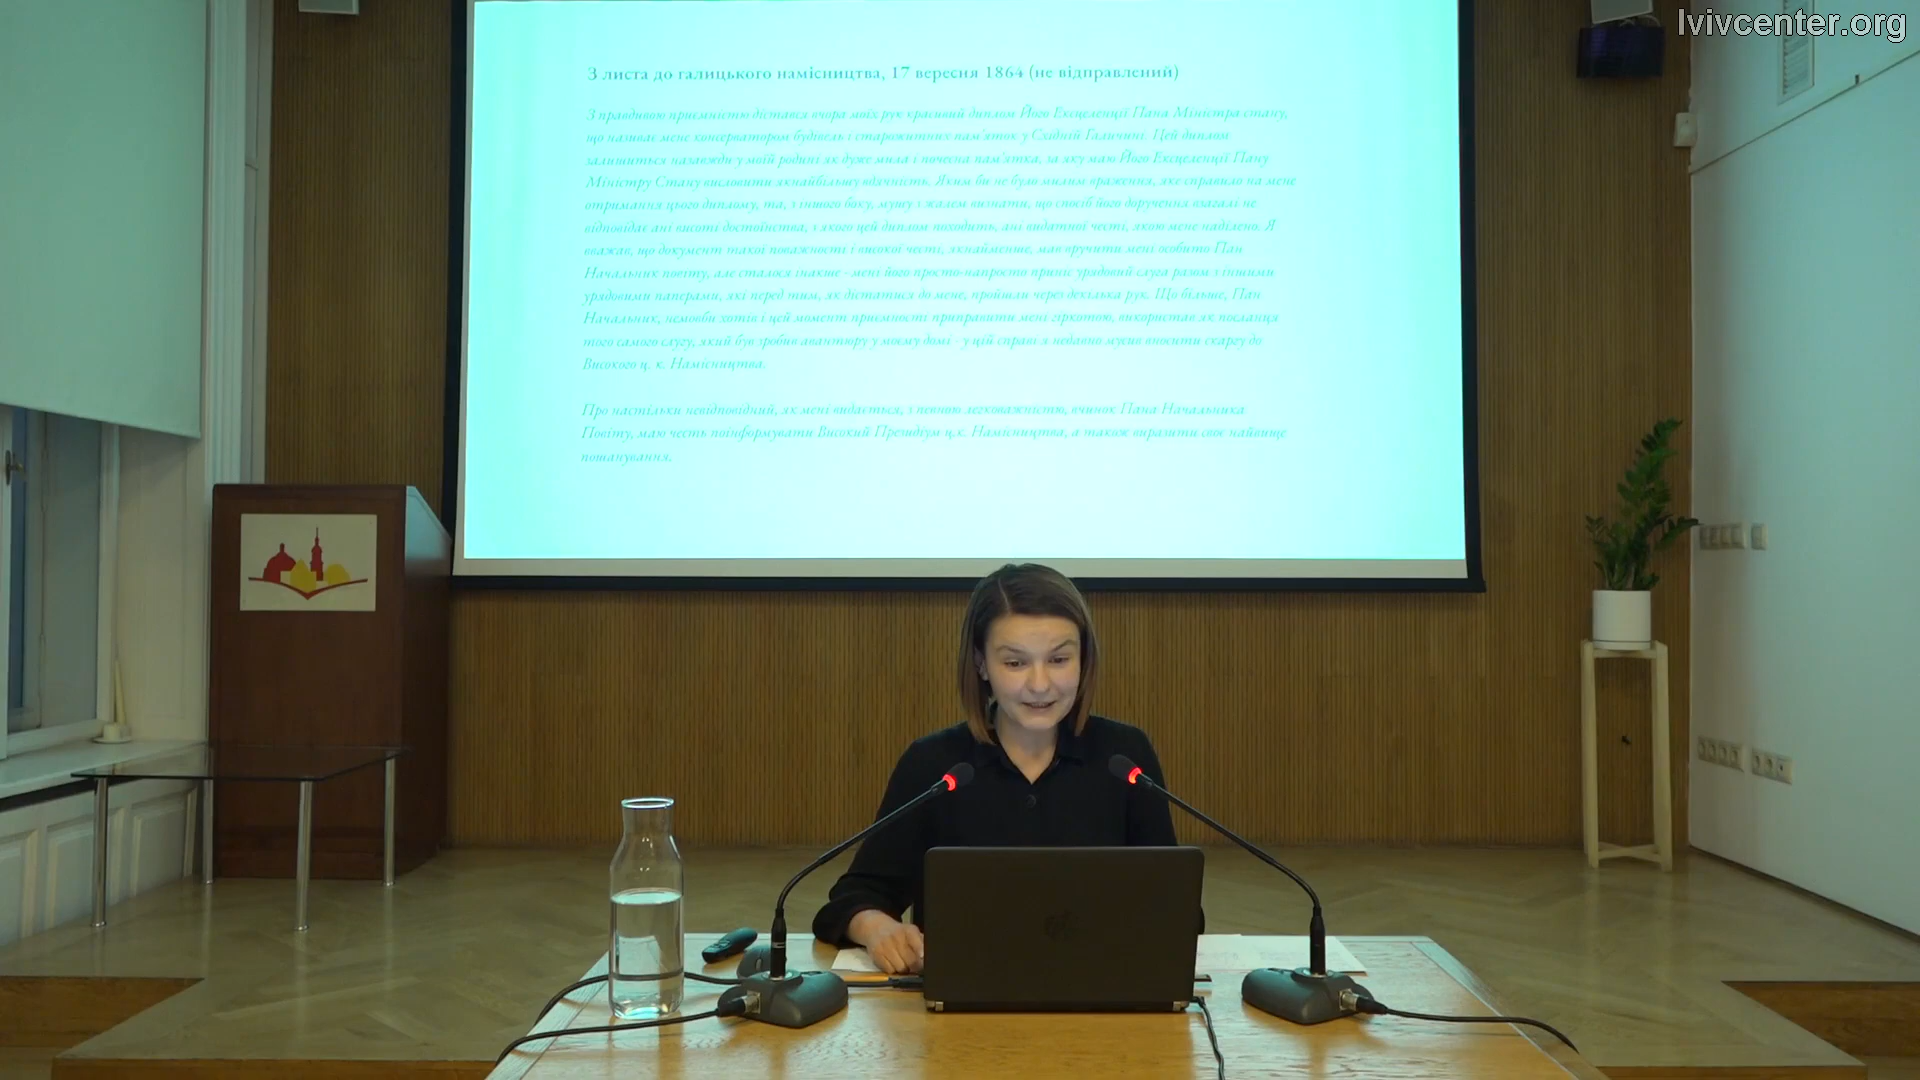 lvivcenter.org
З листа до галицького намісництва, 17 вересня 1864 (не відправлений)
З правдивою приємністю дістався вчора моїх рук красивий диплом Його Ексцеленції Пана Міністра стану,
що називає мене консерватором будівель і старожитних пам'яток у Східній Галичині. Цей диплом
залишиться назавжди у моїй родині як дуже мила і почесна пам'ятка, за яку маю Його Ексцеленції Пану
Міністру Стану висловити якнайбільшу вдячність. Яким би не було милим враження, яке справило на мене
отримання цього диплому, та, з іншого боку, мушу з жалем визнати, що спосіб його доручення взагалі не
відповідає ані висоті достоїнства, з якого цей диплом походить, ані видатної честі, якою мене наділено. Я
вважав, що документ такої поважності і високої честі, якнайменше, мав вручити мені особисто Пан
Начальник повіту, але сталося інакше - мені його просто-напросто приніс урядовий слуга разом з іншими
урядовими паперами, які перед тим, як дістатися до мене, пройшли через декілька рук. Що більше, Пан
Начальник, немовби хотів і цей момент приємності приправити мені гіркотою, використав як посланця
того самого слугу, який був зробив авантюру у моєму домі - у цій справі я недавно мусив вносити скаргу до
Високого ц. к. Намісництва.
Про настільки невідповідний, як мені видається, з певною легковажністю, вчинок Пана Начальника
Повіту, маю честь поінформувати Високий Президіум ц.к. Намісництва, а також виразити своє найвище
пошанування.